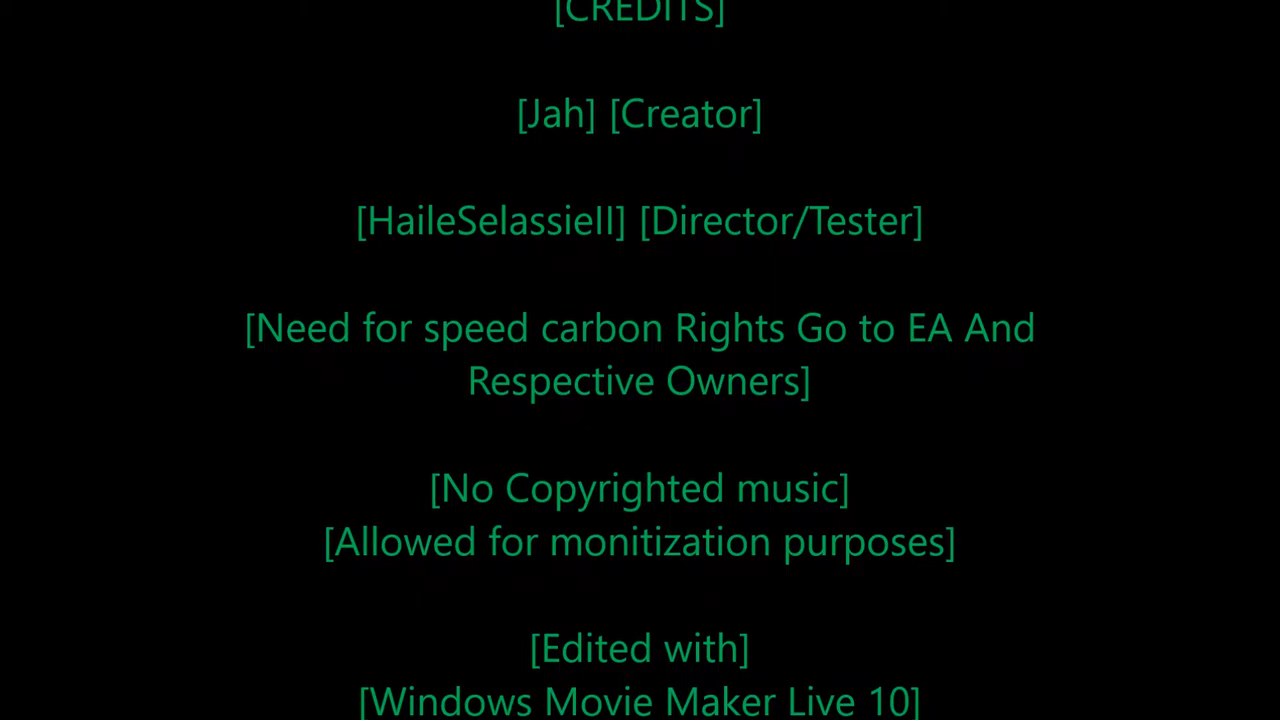 [CREDITS]
[Jah] [Creator]
[HaileSelassieII] [Director/Tester]
[Need for speed carbon Rights Go to EA And
Respective Owners]
[No Copyrighted music]
[Allowed for monitization purposes]
[Edited with]
[Windows Movie Maker Live 10]